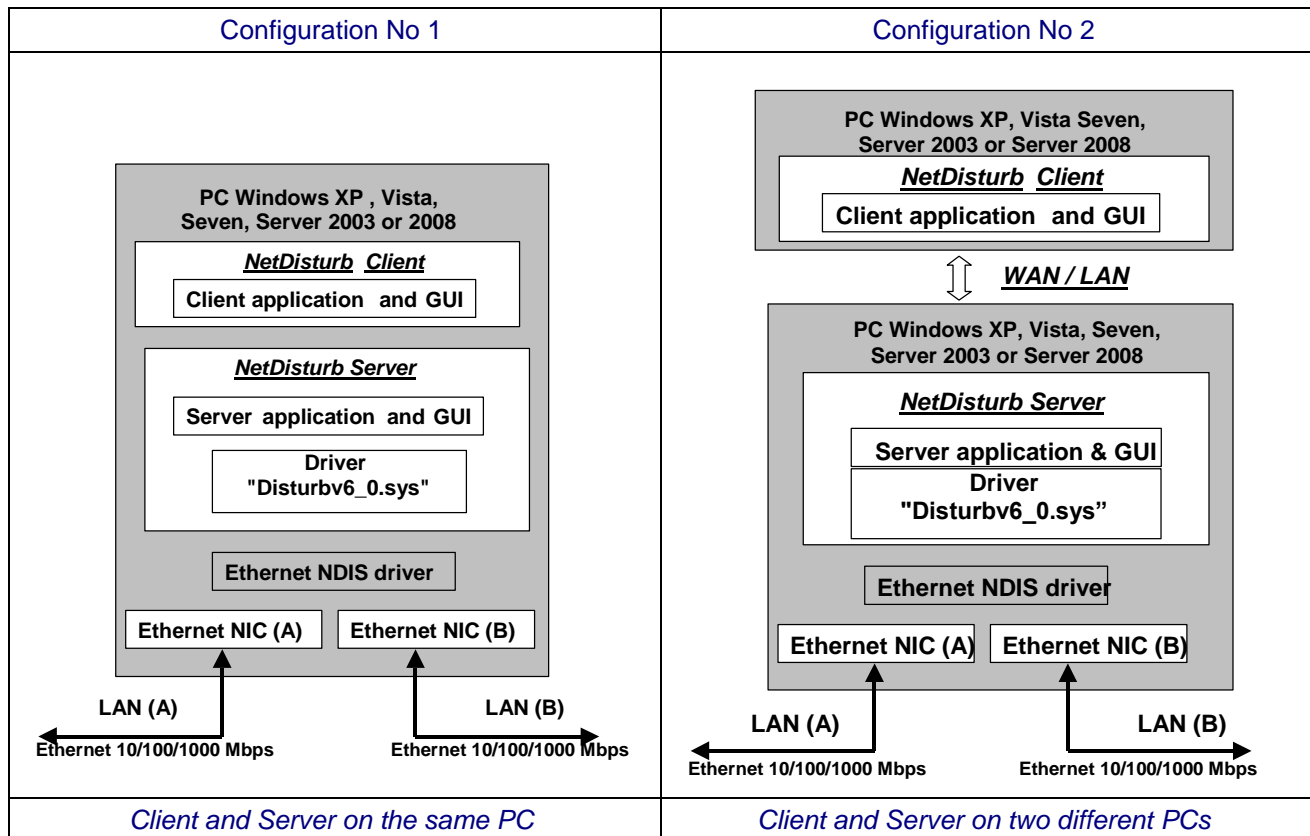 Configuration No 1
PC Windows XP , Vista,
Seven, Server 2003 or 2008
NetDisturb Client
Client application and GUI
NetDisturb Server
Server application and GUI
Driver
"Disturbv6_0.sys"
Ethernet NDIS driver
Ethernet NIC (A)
Ethernet NIC (B)
LAN (A)
LAN (B)
Ethernet 10/100/1000 Mbps
Ethernet 10/100/1000 Mbps
Client and Server on the same PC
Configuration No 2
PC Windows XP, Vista Seven,
Server 2003 or Server 2008
NetDisturb Client
Client application and GUI
WAN / LAN
PC Windows XP, Vista, Seven,
Server 2003 or Server 2008
NetDisturb Server
Server application & GUI
Driver
"Disturbv6_0.sys”
Ethernet NDIS driver
Ethernet NIC (A)
Ethernet NIC (B)
LAN (A)
LAN (B)
Ethernet 10/100/1000 Mbps
Ethernet 10/100/1000 Mbps
Client and Server on two different PCs